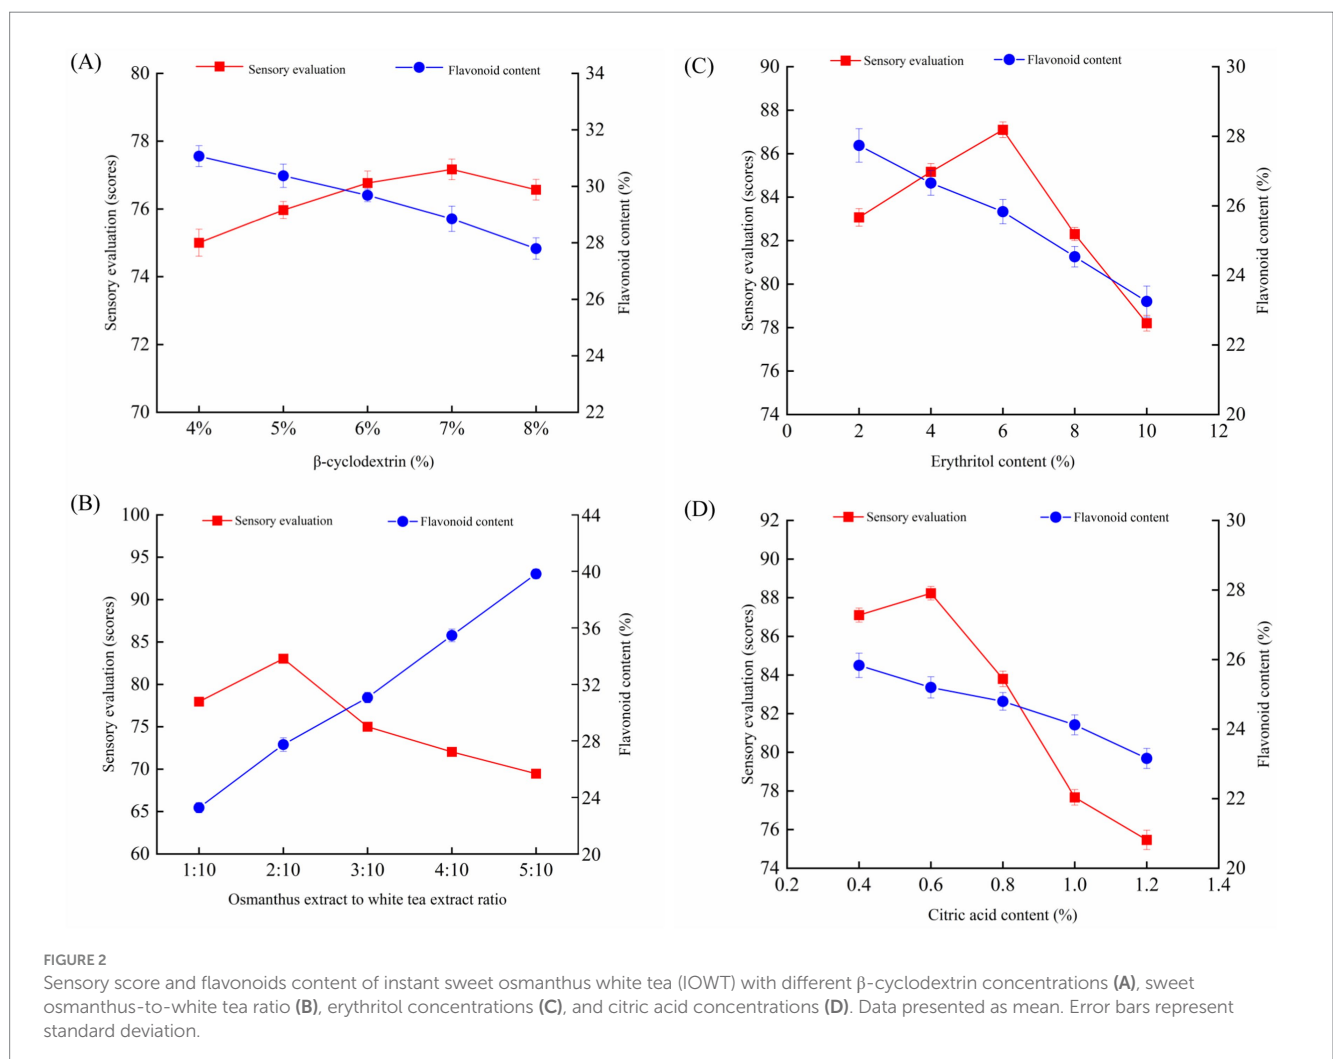 (A)
Sensory evaluation
Flavonoid content
80
78
76
74
72
70
Sensory evaluation (scores)
34
32
30
28
26
24
22
Flavonoid content (%)
4% 5% 6% 7% 8%
β-cyclodextrin (%)
(B)
Sensory evaluation
Flavonoid content
100
95
90
85
80
75
70
65
60
Sensory evaluation (scores)
44
40
36
32
28
24
20
Flavonoid content (%)
1:10 2:10 3:10 4:10 5:10
Osmanthus extract to white tea extract ratio
(C)
Sensory evaluation
Flavonoid content
90
88
86
84
82
80
78
76
74
Sensory evaluation (scores)
30
28
26
24
22
20
Flavonoid content (%)
0 2 4 6 8 10 12
Erythritol content (%)
(D)
Sensory evaluation
Flavonoid content
92
90
88
86
84
82
80
78
76
74
Sensory evaluation (scores)
30
28
26
24
22
20
Flavonoid content (%)
0.2 0.4 0.6 0.8 1.0 1.2 1.4
Citric acid content (%)
FIGURE 2
Sensory score and flavonoids content of instant sweet osmanthus white tea (IOWT) with different β-cyclodextrin concentrations (A), sweet
osmanthus-to-white tea ratio (B), erythritol concentrations (C), and citric acid concentrations (D). Data presented as mean. Error bars represent
standard deviation.